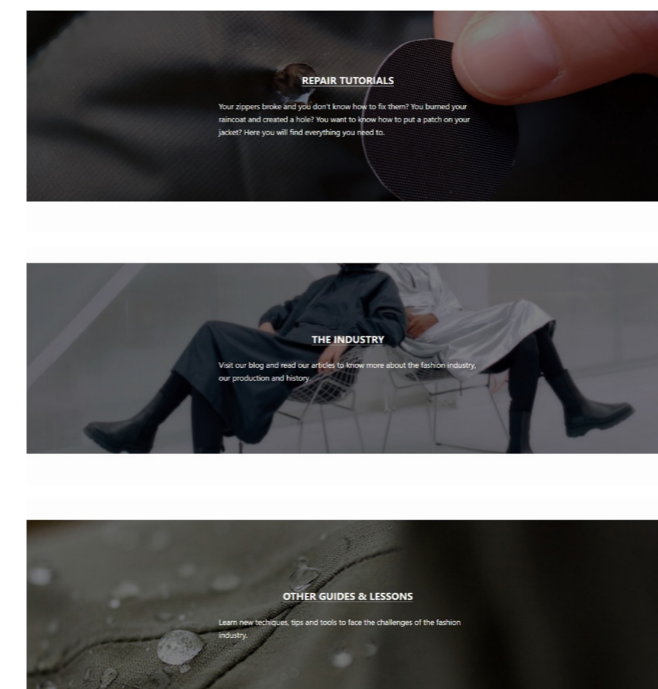 REPAIR TUTORIALS
Your zippers broke and you don't know how to fix them? You burned your
raincoat and created a hole? You want to know how to put a patch on your
jacket? Here you will find everything you need to.
THE INDUSTRY
Visit our blog and read our articles to know more about the fashion industry,
our production and history.
OTHER GUIDES & LESSONS
Learn new techiques, tips and tools to face the challenges of the fashion
industry.